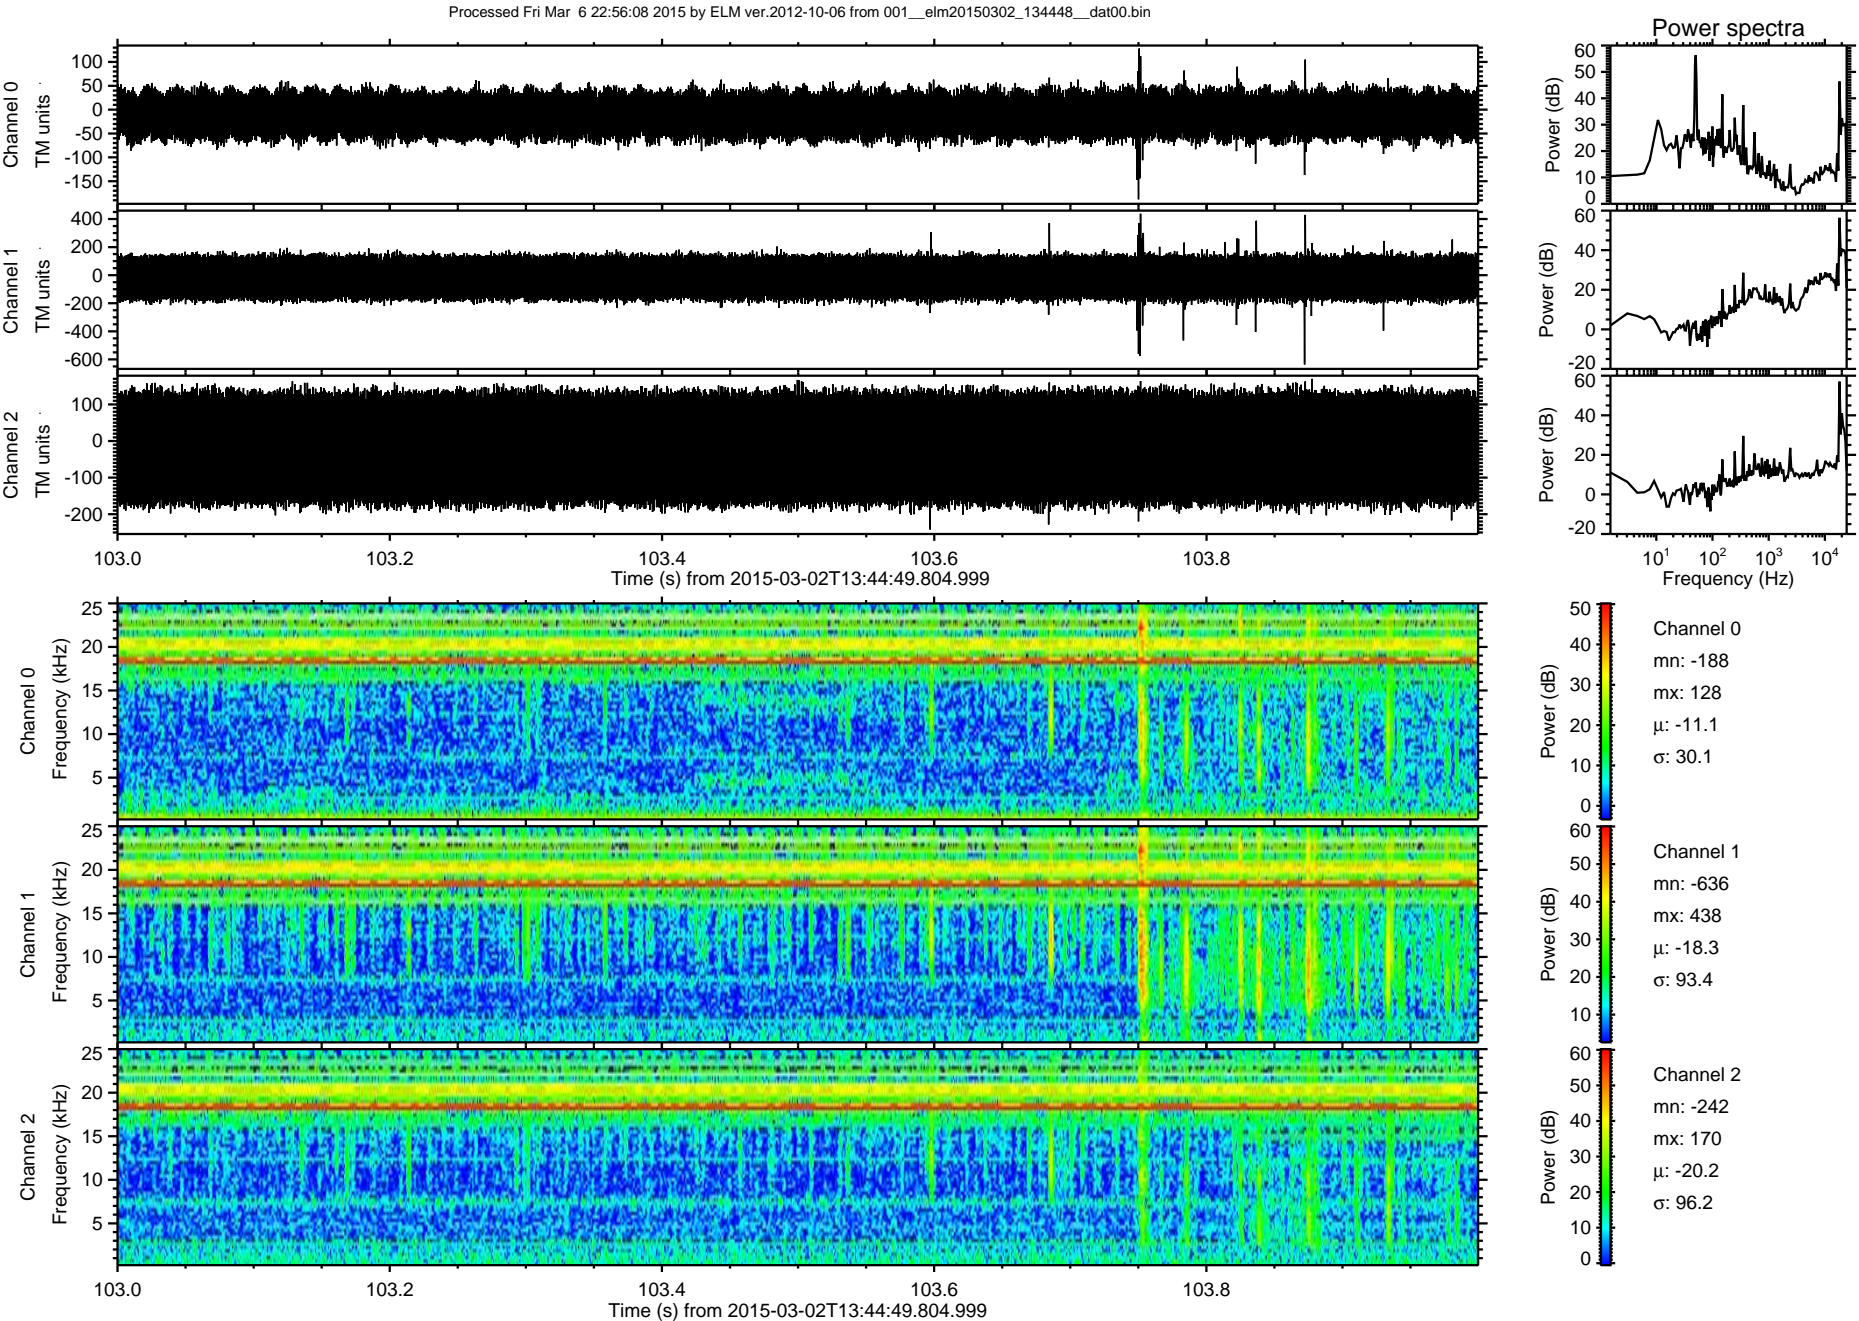 Processed Fri Mar 6 22:56:08 2015 by ELM ver.2012-10-06 from 001__elm20150302_134448__dat00.bin
Power spectra
Channel 0
TM units
100
50
0
-50
-100
-150
Power (dB)
60
50
40
30
20
10
0
Channel 1
TM units
400
200
0
-200
-400
-600
Power (dB)
60
40
20
0
-20
Channel 2
TM units
100
0
-100
-200
Power (dB)
60
40
20
0
-20
103.0 103.2 103.4 103.6 103.8
Time (s) from 2015-03-02T13:44:49.804.999
10^1 10^2 10^3 10^4
Frequency (Hz)
Channel 0
Frequency (kHz)
25
20
15
10
5
Power (dB)
50
40
30
20
10
0
Channel 0
mn: -188
mx: 128
μ: -11.1
σ: 30.1
Channel 1
Frequency (kHz)
25
20
15
10
5
Power (dB)
60
50
40
30
20
10
Channel 1
mn: -636
mx: 438
μ: -18.3
σ: 93.4
Channel 2
Frequency (kHz)
25
20
15
10
5
Power (dB)
60
50
40
30
20
10
0
Channel 2
mn: -242
mx: 170
μ: -20.2
σ: 96.2
103.0 103.2 103.4 103.6 103.8
Time (s) from 2015-03-02T13:44:49.804.999